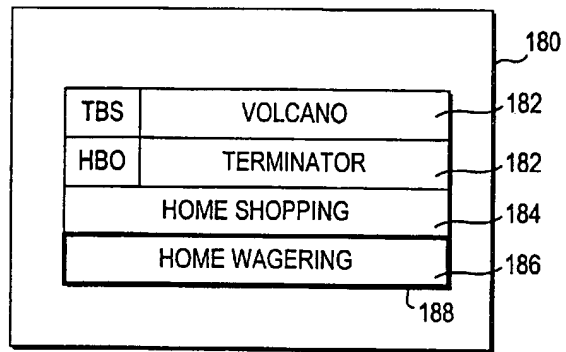 180
TBS VOLCANO 182
HBO TERMINATOR 182
HOME SHOPPING 184
HOME WAGERING 186
188